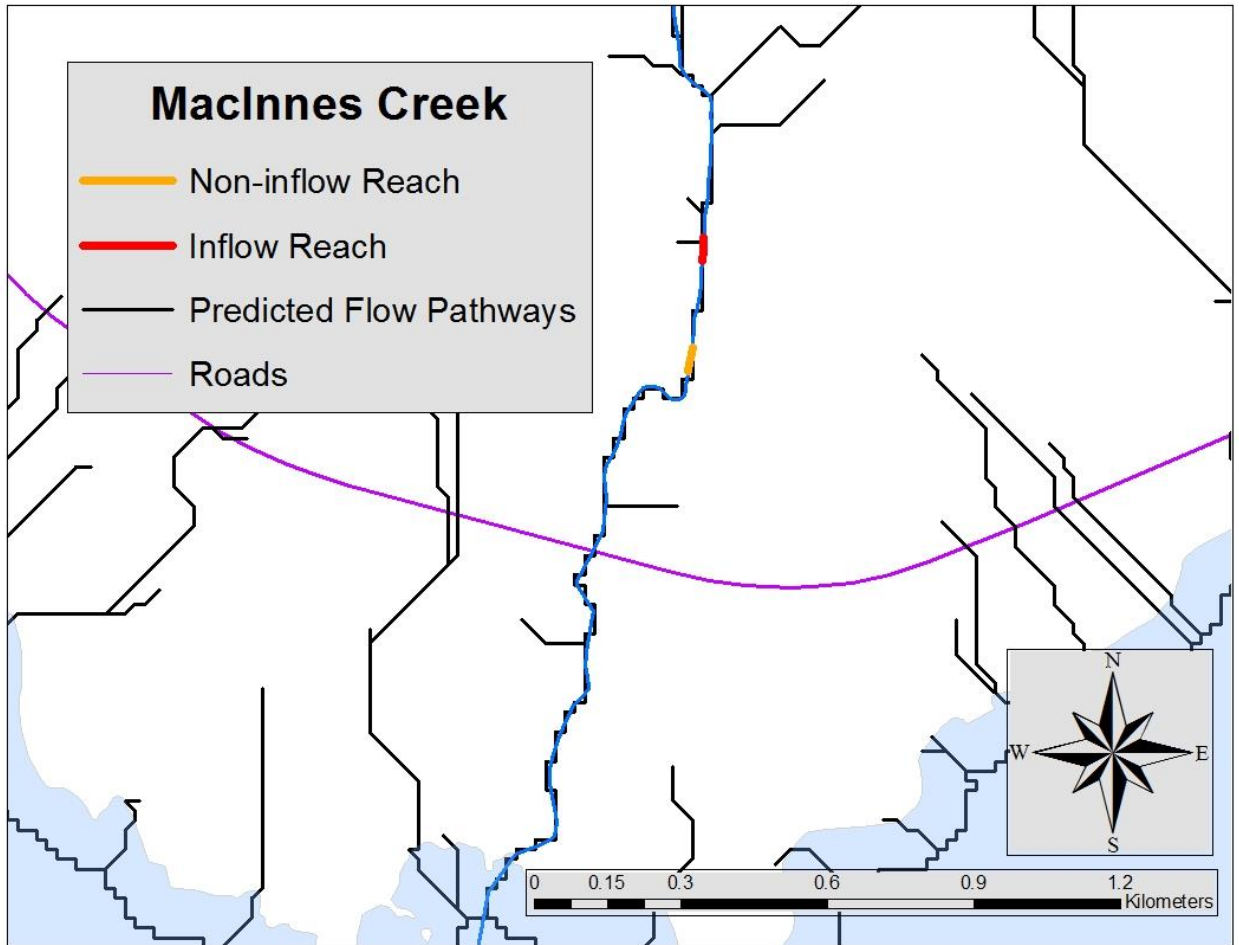 MacInnes Creek
Non-inflow Reach
Inflow Reach
Predicted Flow Pathways
Roads
N
W E
S
0 0.15 0.3 0.6 0.9 1.2
Kilometers